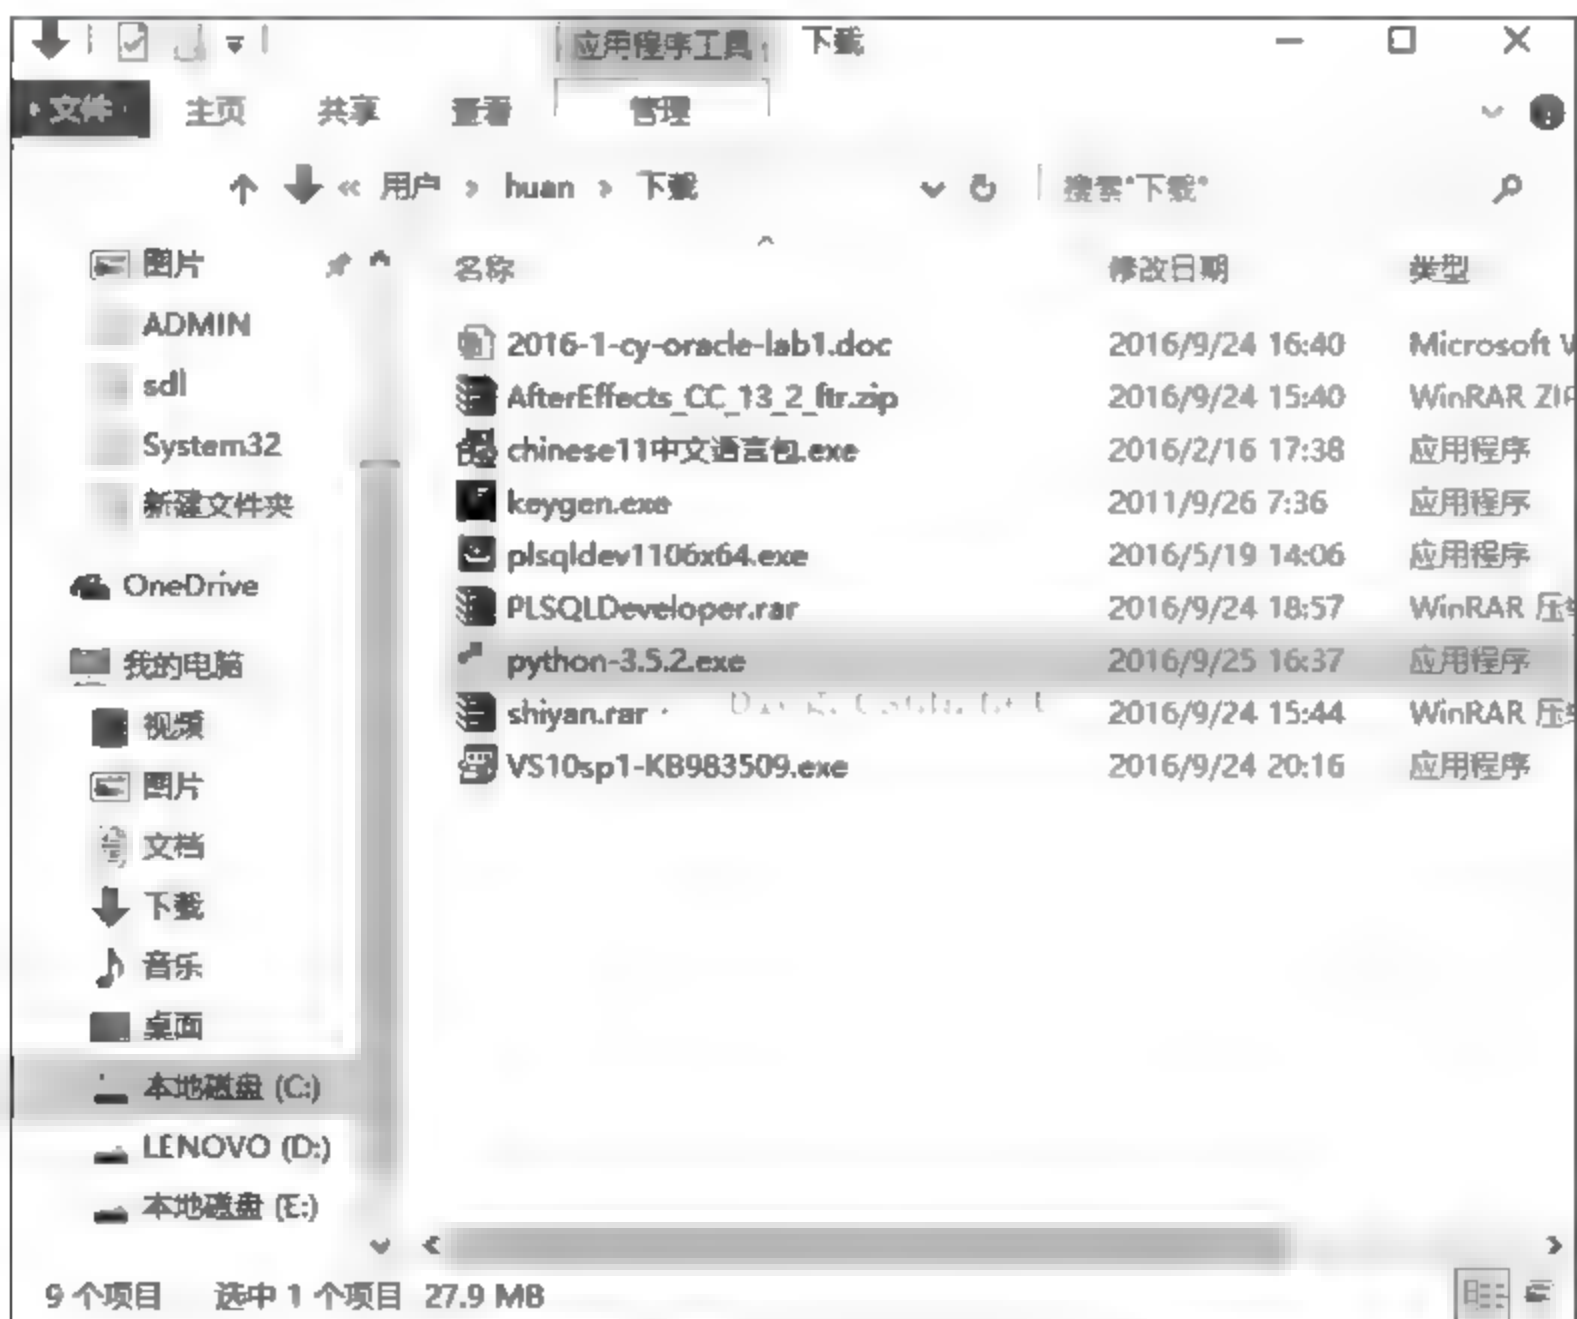 应用程序工具 下载
文件 主页 共享 查看 管理
« 用户 › huan › 下载 搜索"下载"
图片
ADMIN
sdl
System32
新建文件夹
OneDrive
我的电脑
视频
图片
文档
下载
音乐
桌面
本地磁盘 (C:)
LENOVO (D:)
本地磁盘 (E:)
名称 修改日期 类型
2016-1-cy-oracle-lab1.doc 2016/9/24 16:40 Microsoft
AfterEffects_CC_13_2_ftr.zip 2016/9/24 15:40 WinRAR ZIP
chinese11中文语言包.exe 2016/2/16 17:38 应用程序
keygen.exe 2011/9/26 7:36 应用程序
plsqldev1106x64.exe 2016/5/19 14:06 应用程序
PLSQLDeveloper.rar 2016/9/24 18:57 WinRAR 压
python-3.5.2.exe 2016/9/25 16:37 应用程序
shiyan.rar 2016/9/24 15:44 WinRAR 压
VS10sp1-KB983509.exe 2016/9/24 20:16 应用程序
9 个项目 选中 1 个项目 27.9 MB